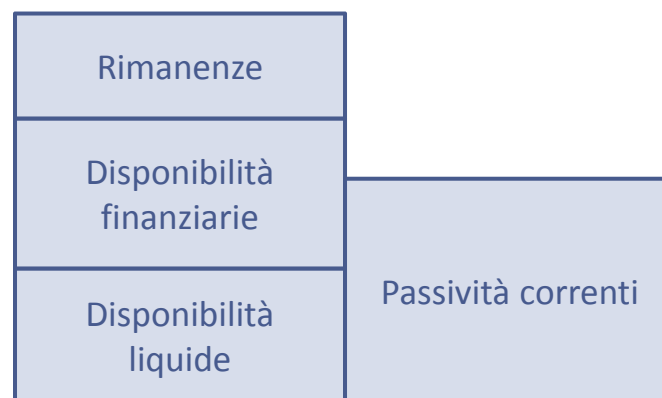 Rimanenze
Disponibilità
finanziarie
Passività correnti
Disponibilità
liquide